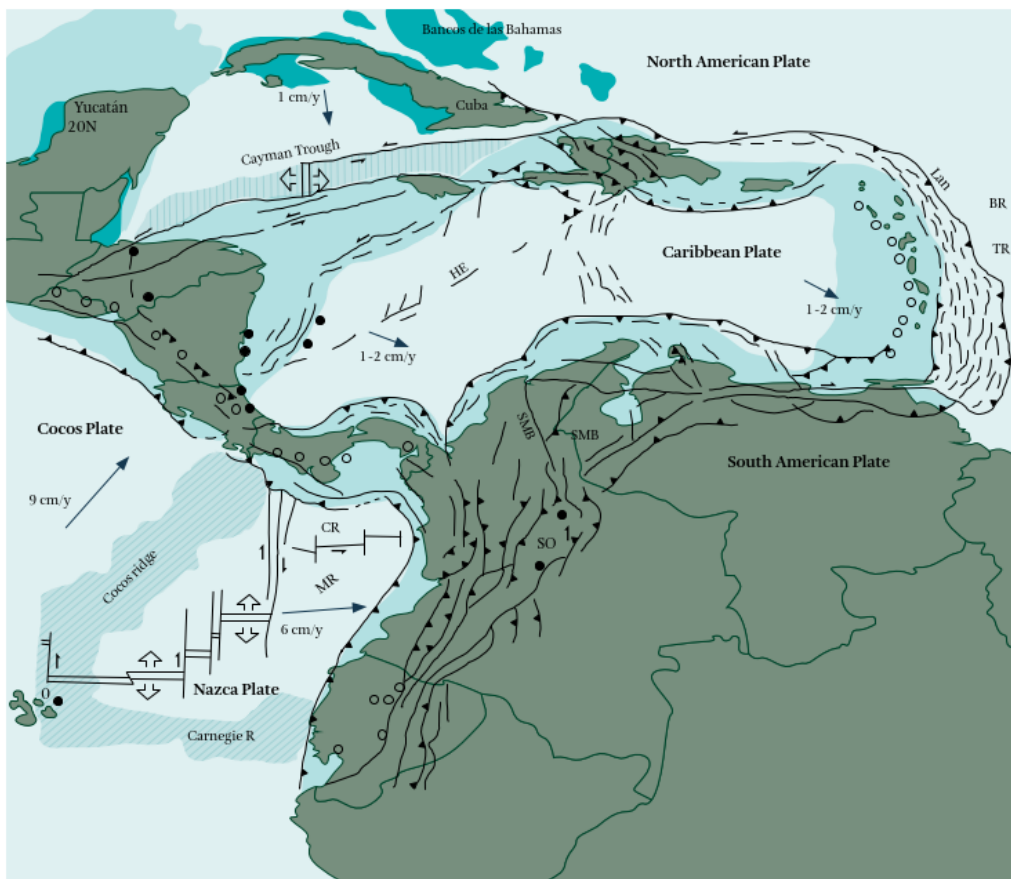 Bancos de las Bahamas
North American Plate
Yucatán
20N
1 cm/y
Cuba
Cayman Trough
Lan
BR
TR
HE
Caribbean Plate
1-2 cm/y
1-2 cm/y
Cocos Plate
SMB
SMB
South American Plate
9 cm/y
CR
SO
Cocos ridge
MR
6 cm/y
0
Nazca Plate
Carnegie R